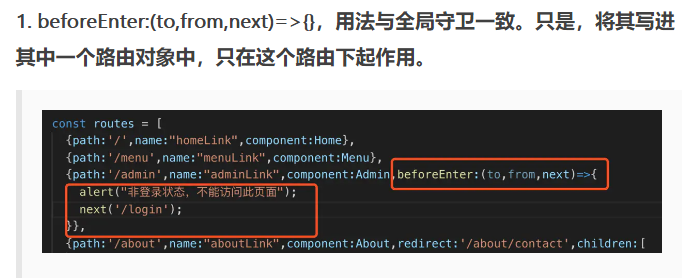 1. beforeEnter:(to,from,next)=>{}，用法与全局守卫一致。只是，将其写进
其中一个路由对象中，只在这个路由下起作用。
const routes = [
{path:'/',name:"homeLink",component:Home},
{path:'/menu',name:"menuLink",component:Menu},
{path:'/admin',name:"adminLink",component:Admin,beforeEnter:(to,from,next)=>{
alert("非登录状态，不能访问此页面");
next('/login');
}},
{path:'/about',name:"aboutLink",component:About,redirect:'/about/contact',children:[